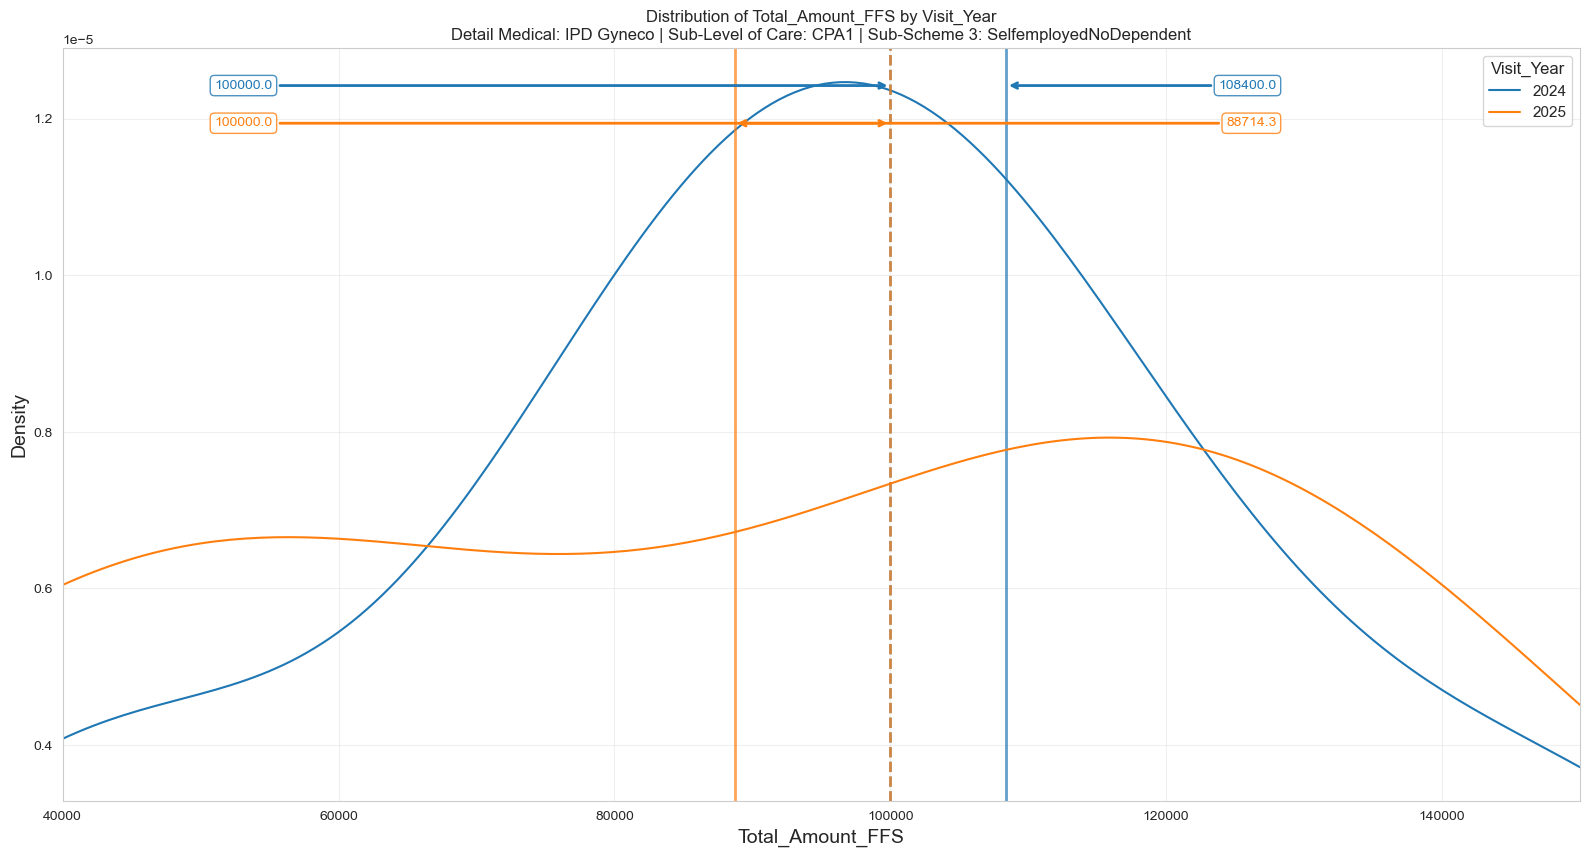 Distribution of Total_Amount_FFS by Visit_Year
Detail Medical: IPD Gyneco | Sub-Level of Care: CPA1 | Sub-Scheme 3: SelfemployedNoDependent
1e−5
Visit_Year
2024
2025
100000.0
108400.0
100000.0
88714.3
1.2
1.0
0.8
0.6
0.4
Density
40000
60000
80000
100000
120000
140000
Total_Amount_FFS